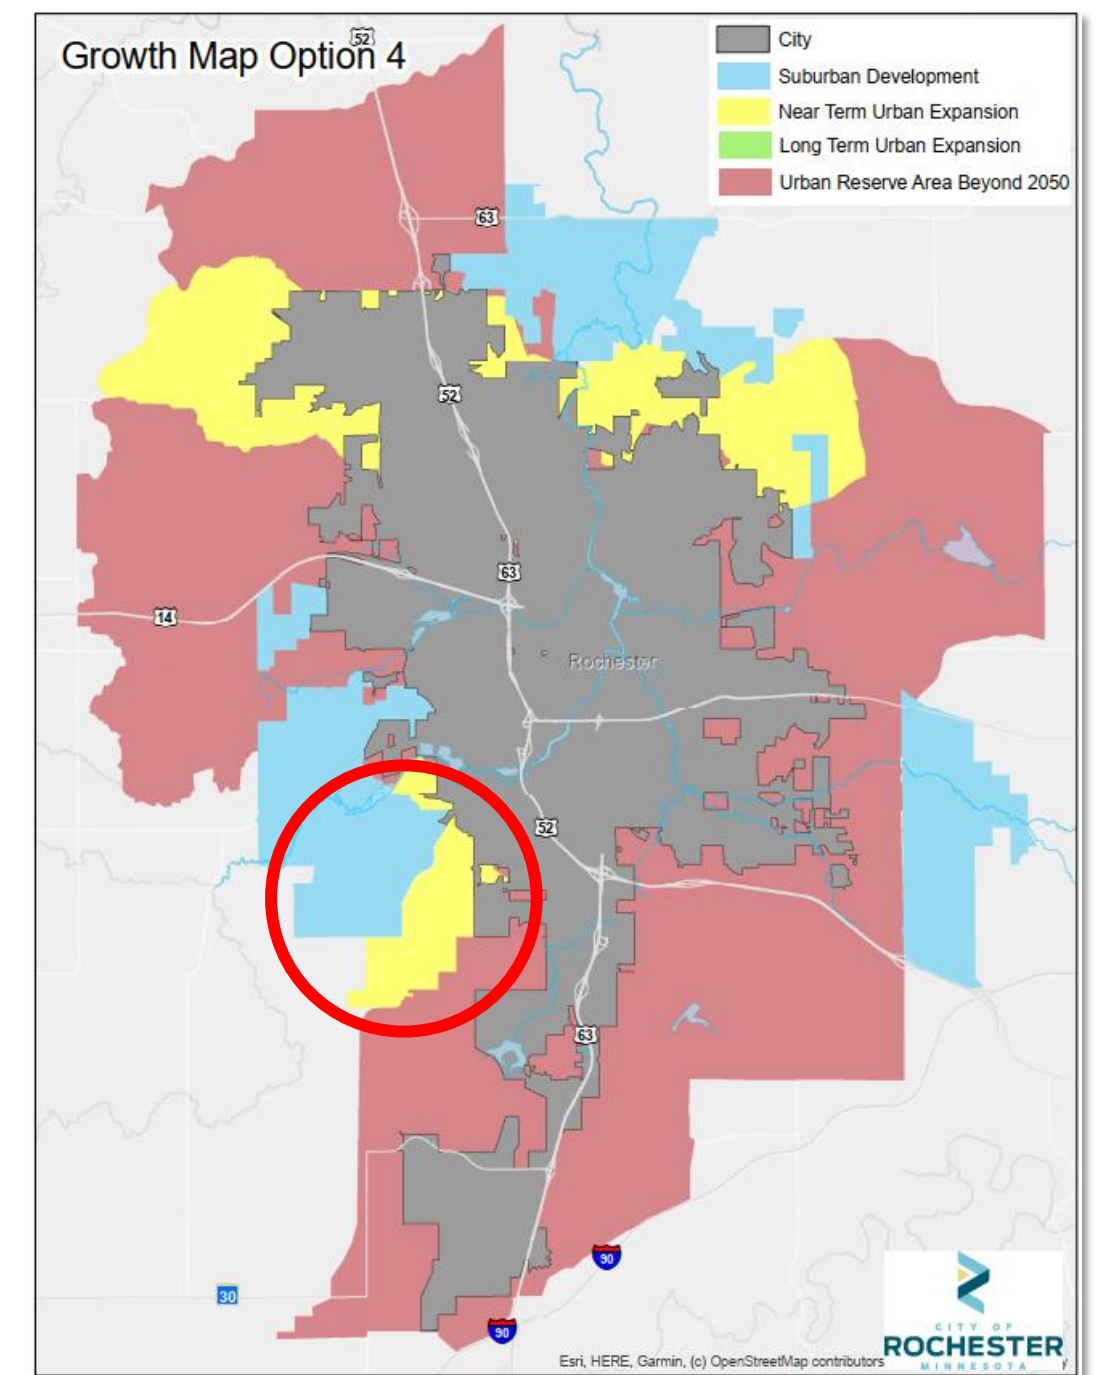 Growth Map Option 4
City
Suburban Development
Near Term Urban Expansion
Long Term Urban Expansion
Urban Reserve Area Beyond 2050
52
63
52
63
14
Rochester
52
63
90
30
90
CITY OF
ROCHESTER
MINNESOTA
Esri, HERE, Garmin, (c) OpenStreetMap contributors